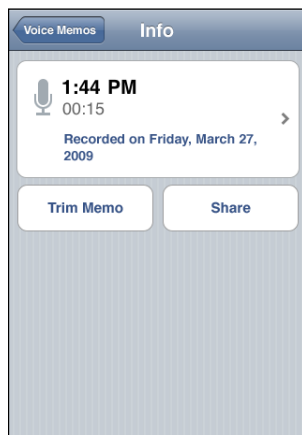 Voice Memos
Info
1:44 PM
00:15
Recorded on Friday, March 27,
2009
Trim Memo
Share